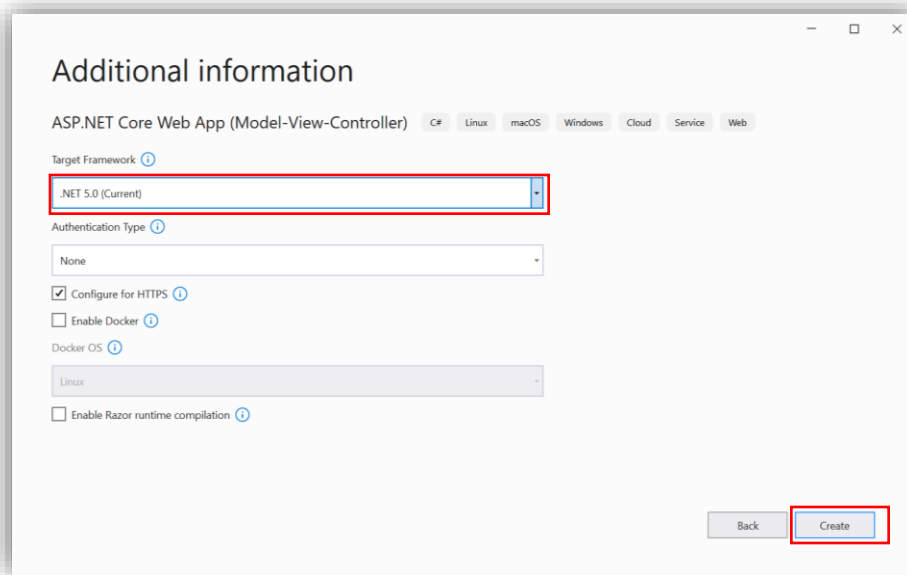 Additional information
ASP.NET Core Web App (Model-View-Controller) C# Linux macOS Windows Cloud Service Web
Target Framework
.NET 5.0 (Current)
Authentication Type
None
Configure for HTTPS
Enable Docker
Docker OS
Linux
Enable Razor runtime compilation
Back Create